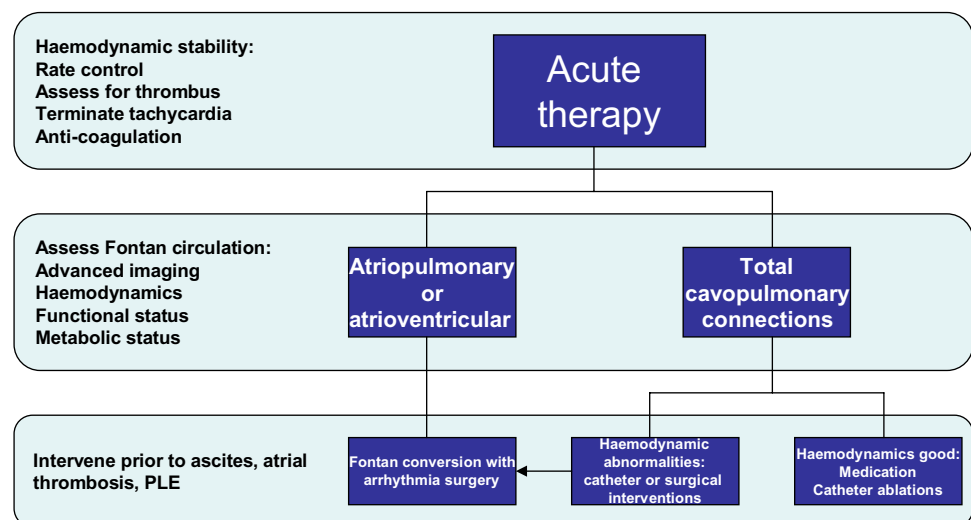 Haemodynamic stability:
Rate control
Assess for thrombus
Terminate tachycardia
Anti-coagulation
Acute
therapy
Assess Fontan circulation:
Advanced imaging
Haemodynamics
Functional status
Metabolic status
Atriopulmonary
or
atrioventricular
Total
cavopulmonary
connections
Intervene prior to ascites, atrial
thrombosis, PLE
Fontan conversion with
arrhythmia surgery
Haemodynamic
abnormalities:
catheter or surgical
interventions
Haemodynamics good:
Medication
Catheter ablations